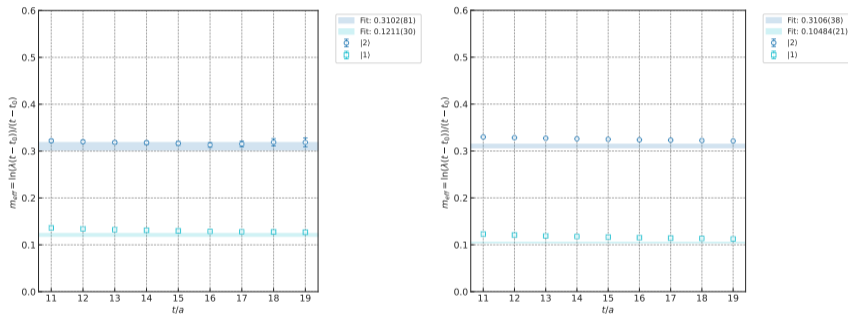 0.6
0.5
0.4
0.3
0.2
0.1
0.0
m_eff = ln(λ(t − t_0))/(t − t_0)
11 12 13 14 15 16 17 18 19
t/a
Fit: 0.3102(81)
Fit: 0.1211(30)
|2⟩
|1⟩
0.6
0.5
0.4
0.3
0.2
0.1
0.0
m_eff = ln(λ(t − t_0))/(t − t_0)
11 12 13 14 15 16 17 18 19
t/a
Fit: 0.3106(38)
Fit: 0.10484(21)
|2⟩
|1⟩